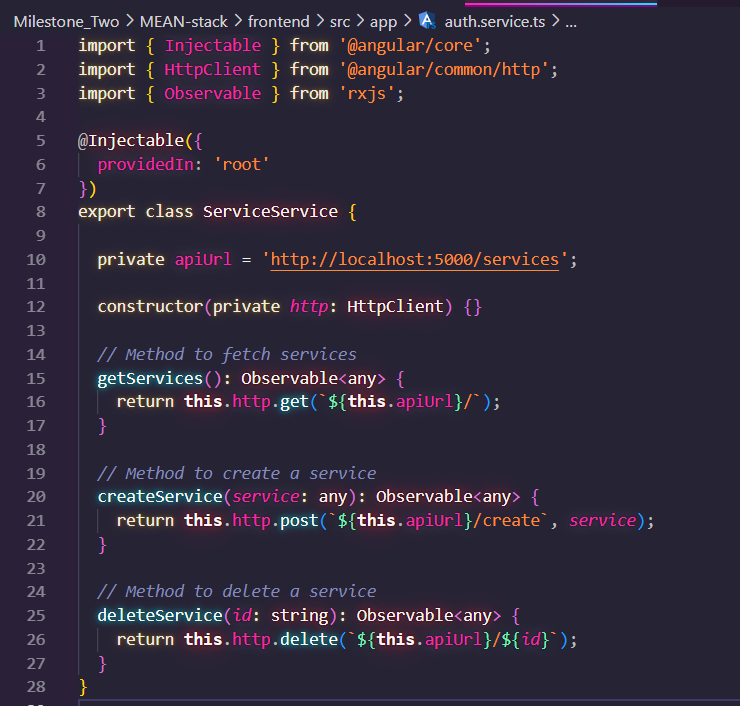 Milestone_Two > MEAN-stack > frontend > src > app > auth.service.ts > ...
1 import { Injectable } from '@angular/core';
2 import { HttpClient } from '@angular/common/http';
3 import { Observable } from 'rxjs';
4
5 @Injectable({
6   providedIn: 'root'
7 })
8 export class ServiceService {
9
10   private apiUrl = 'http://localhost:5000/services';
11
12   constructor(private http: HttpClient) {}
13
14   // Method to fetch services
15   getServices(): Observable<any> {
16     return this.http.get(`${this.apiUrl}/`);
17   }
18
19   // Method to create a service
20   createService(service: any): Observable<any> {
21     return this.http.post(`${this.apiUrl}/create`, service);
22   }
23
24   // Method to delete a service
25   deleteService(id: string): Observable<any> {
26     return this.http.delete(`${this.apiUrl}/${id}`);
27   }
28 }